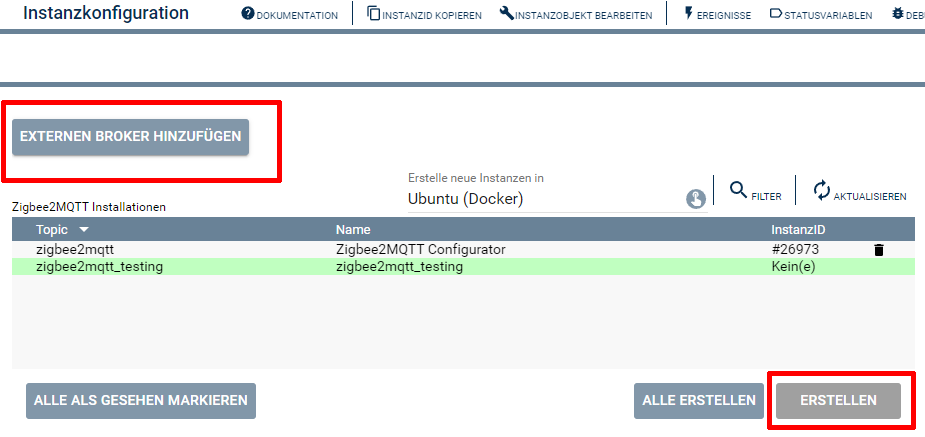 Instanzkonfiguration DOKUMENTATION INSTANZID KOPIEREN INSTANZOBJEKT BEARBEITEN EREIGNISSE STATUSVARIABLEN
EXTERNEN BROKER HINZUFÜGEN
Erstelle neue Instanzen in
Ubuntu (Docker) FILTER AKTUALISIEREN
Zigbee2MQTT Installationen
Topic Name InstanzID
zigbee2mqtt Zigbee2MQTT Configurator #26973
zigbee2mqtt_testing zigbee2mqtt_testing Kein(e)
ALLE ALS GESEHEN MARKIEREN ALLE ERSTELLEN ERSTELLEN